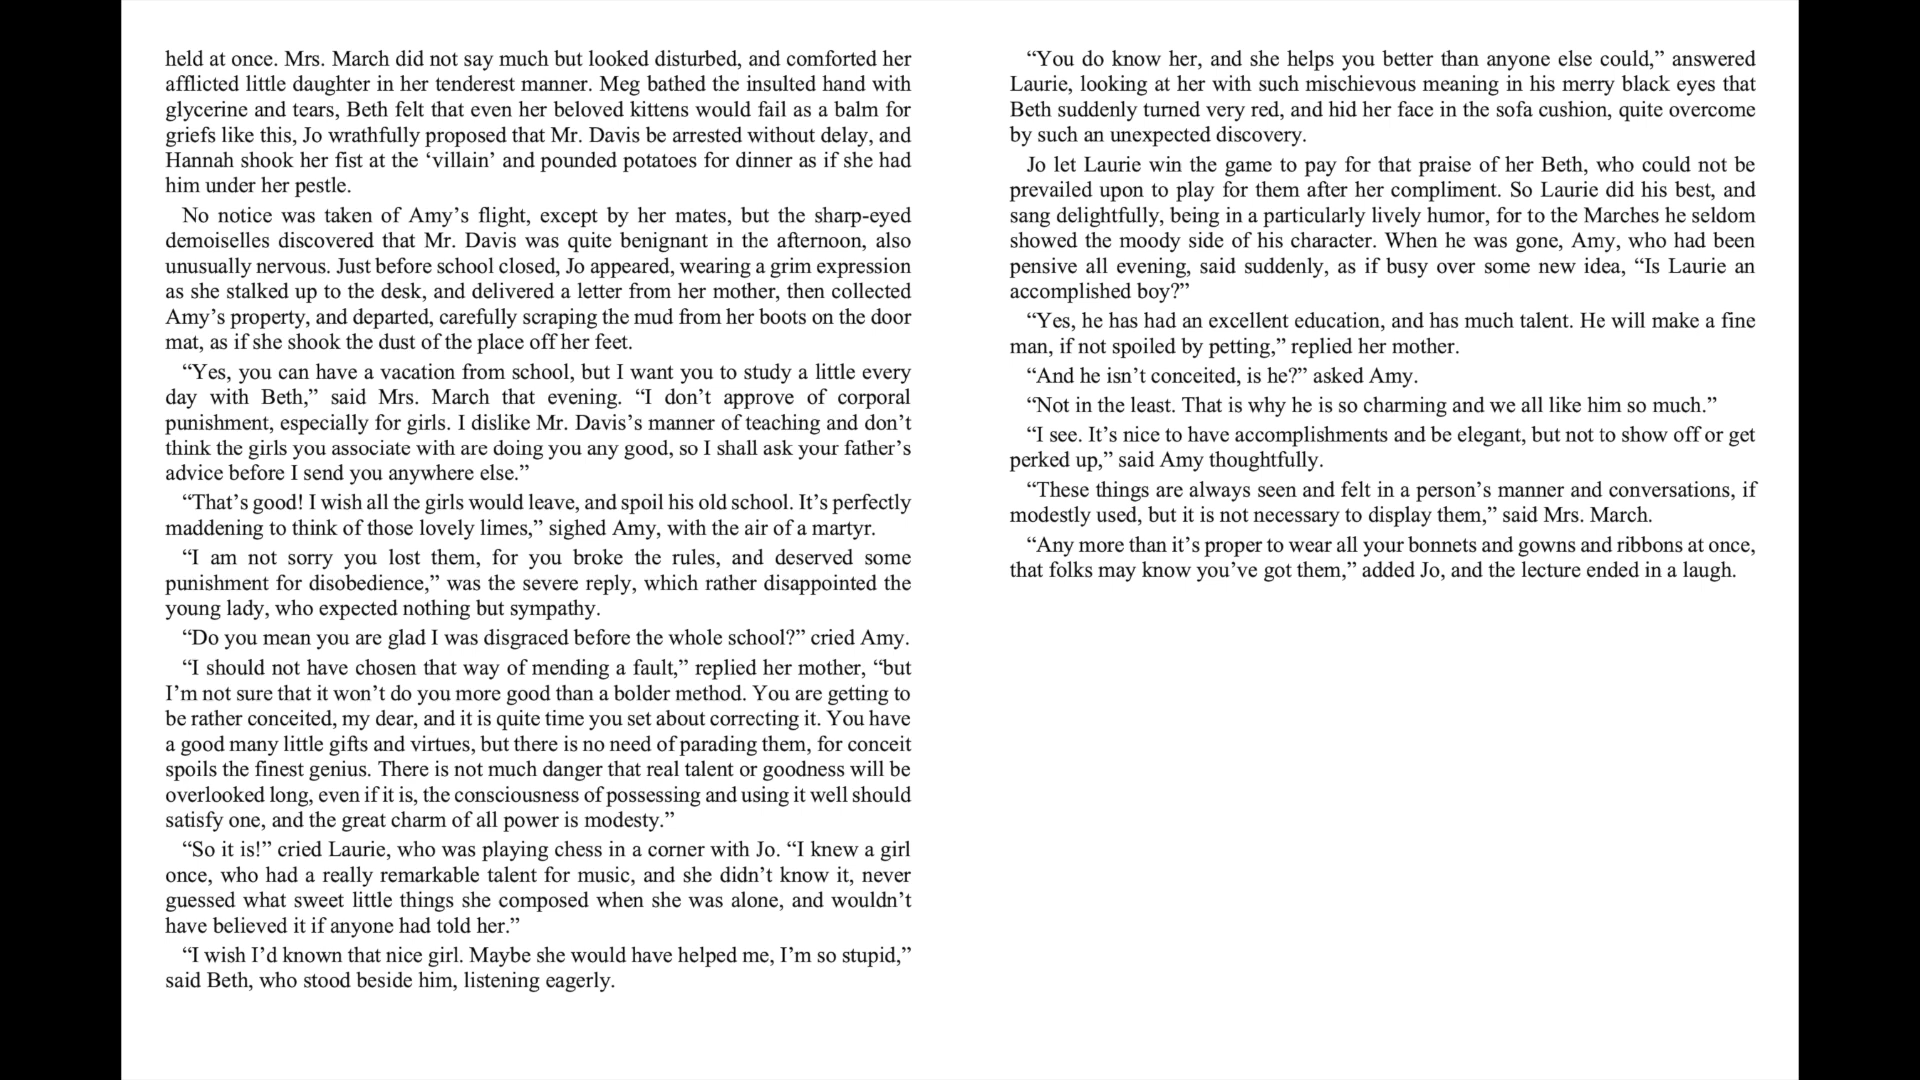 held at once. Mrs. March did not say much but looked disturbed, and comforted her
afflicted little daughter in her tenderest manner. Meg bathed the insulted hand with
glycerine and tears, Beth felt that even her beloved kittens would fail as a balm for
griefs like this, Jo wrathfully proposed that Mr. Davis be arrested without delay, and
Hannah shook her fist at the ‘villain’ and pounded potatoes for dinner as if she had
him under her pestle.
No notice was taken of Amy’s flight, except by her mates, but the sharp-eyed
demoiselles discovered that Mr. Davis was quite benignant in the afternoon, also
unusually nervous. Just before school closed, Jo appeared, wearing a grim expression
as she stalked up to the desk, and delivered a letter from her mother, then collected
Amy’s property, and departed, carefully scraping the mud from her boots on the door
mat, as if she shook the dust of the place off her feet.
“Yes, you can have a vacation from school, but I want you to study a little every
day with Beth,” said Mrs. March that evening. “I don’t approve of corporal
punishment, especially for girls. I dislike Mr. Davis’s manner of teaching and don’t
think the girls you associate with are doing you any good, so I shall ask your father’s
advice before I send you anywhere else.”
“That’s good! I wish all the girls would leave, and spoil his old school. It’s perfectly
maddening to think of those lovely limes,” sighed Amy, with the air of a martyr.
“I am not sorry you lost them, for you broke the rules, and deserved some
punishment for disobedience,” was the severe reply, which rather disappointed the
young lady, who expected nothing but sympathy.
“Do you mean you are glad I was disgraced before the whole school?” cried Amy.
“I should not have chosen that way of mending a fault,” replied her mother, “but
I’m not sure that it won’t do you more good than a bolder method. You are getting to
be rather conceited, my dear, and it is quite time you set about correcting it. You have
a good many little gifts and virtues, but there is no need of parading them, for conceit
spoils the finest genius. There is not much danger that real talent or goodness will be
overlooked long, even if it is, the consciousness of possessing and using it well should
satisfy one, and the great charm of all power is modesty.”
“So it is!” cried Laurie, who was playing chess in a corner with Jo. “I knew a girl
once, who had a really remarkable talent for music, and she didn’t know it, never
guessed what sweet little things she composed when she was alone, and wouldn’t
have believed it if anyone had told her.”
“I wish I’d known that nice girl. Maybe she would have helped me, I’m so stupid,”
said Beth, who stood beside him, listening eagerly.
“You do know her, and she helps you better than anyone else could,” answered
Laurie, looking at her with such mischievous meaning in his merry black eyes that
Beth suddenly turned very red, and hid her face in the sofa cushion, quite overcome
by such an unexpected discovery.
Jo let Laurie win the game to pay for that praise of her Beth, who could not be
prevailed upon to play for them after her compliment. So Laurie did his best, and
sang delightfully, being in a particularly lively humor, for to the Marches he seldom
showed the moody side of his character. When he was gone, Amy, who had been
pensive all evening, said suddenly, as if busy over some new idea, “Is Laurie an
accomplished boy?”
“Yes, he has had an excellent education, and has much talent. He will make a fine
man, if not spoiled by petting,” replied her mother.
“And he isn’t conceited, is he?” asked Amy.
“Not in the least. That is why he is so charming and we all like him so much.”
“I see. It’s nice to have accomplishments and be elegant, but not to show off or get
perked up,” said Amy thoughtfully.
“These things are always seen and felt in a person’s manner and conversations, if
modestly used, but it is not necessary to display them,” said Mrs. March.
“Any more than it’s proper to wear all your bonnets and gowns and ribbons at once,
that folks may know you’ve got them,” added Jo, and the lecture ended in a laugh.